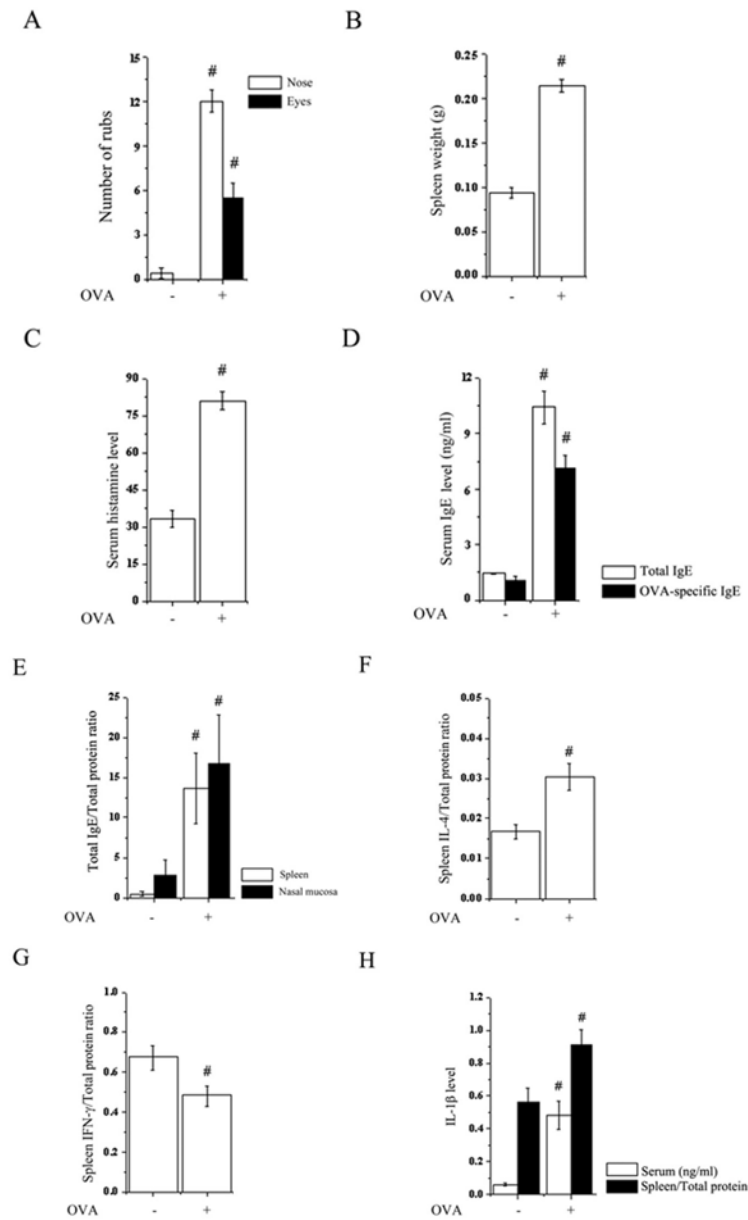 A
Number of rubs
15
12
9
6
3
0
#
#
Nose
Eyes
OVA - +
B
Spleen weight (g)
0.25
0.20
0.15
0.10
0.05
0.00
#
OVA - +
C
Serum histamine level
90
75
60
45
30
15
0
#
OVA - +
D
Serum IgE level (ng/ml)
12
9
6
3
0
#
#
Total IgE
OVA-specific IgE
OVA - +
E
Total IgE/Total protein ratio
25
20
15
10
5
0
#
#
Spleen
Nasal mucosa
OVA - +
F
Spleen IL-4/Total protein ratio
0.05
0.04
0.03
0.02
0.01
0.00
#
OVA - +
G
Spleen IFN-γ/Total protein ratio
1.0
0.8
0.6
0.4
0.2
0.0
#
OVA - +
H
IL-1β level
1.2
1.0
0.8
0.6
0.4
0.2
0.0
#
#
Serum (ng/ml)
Spleen/Total protein
OVA - +